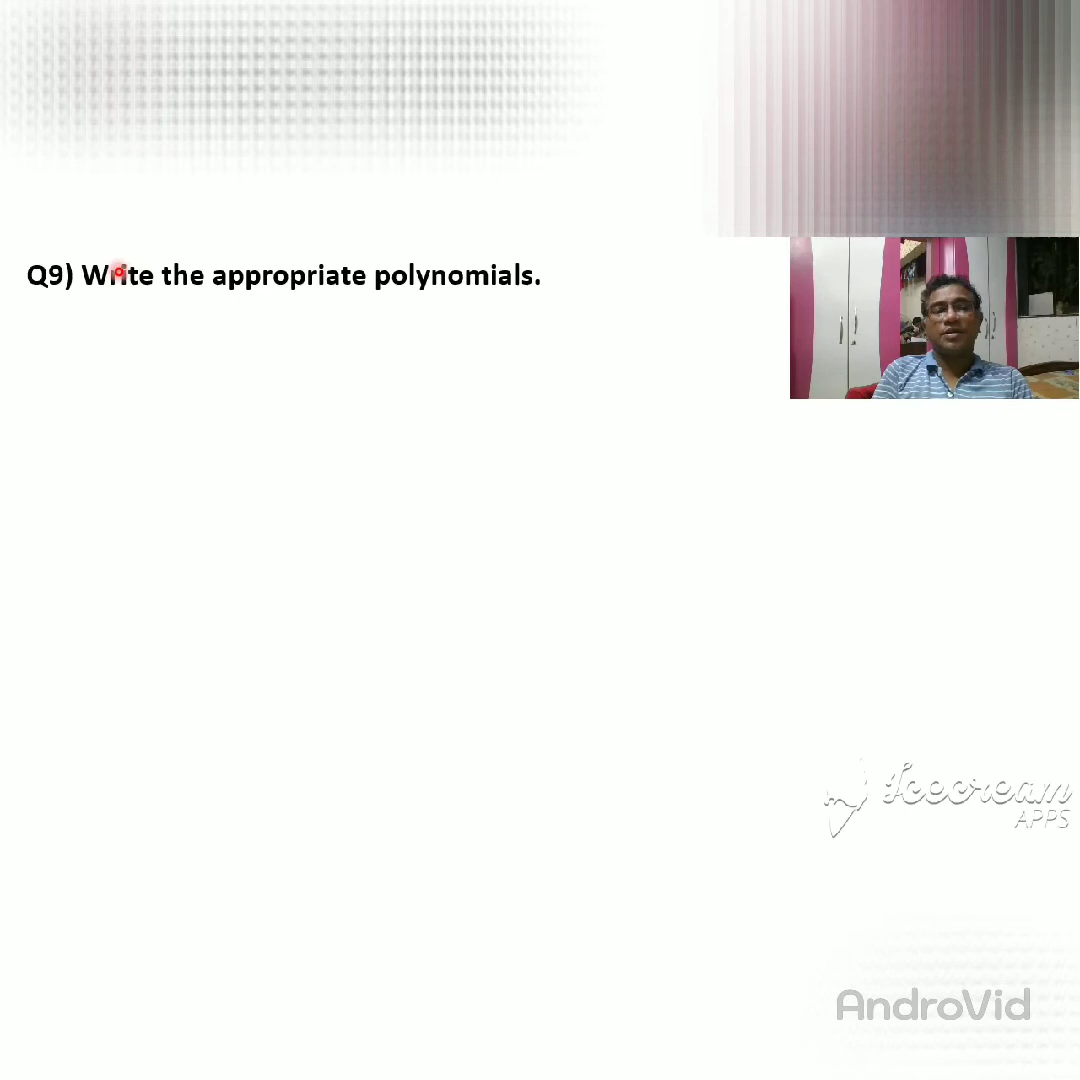 Q9) Write the appropriate polynomials.
Icecream
APPS
AndroVid